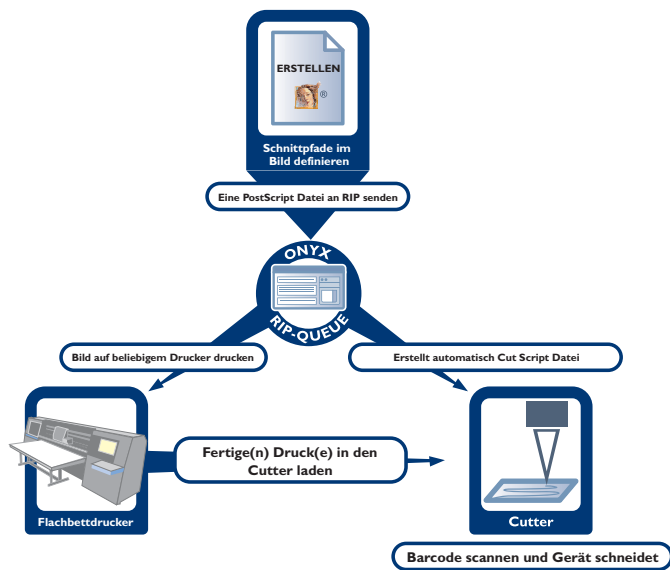 ERSTELLEN
®
Schnittpfade im
Bild definieren
Eine PostScript Datei an RIP senden
ONYX
RIP-QUEUE
Bild auf beliebigem Drucker drucken
Erstellt automatisch Cut Script Datei
Fertige(n) Druck(e) in den
Cutter laden
Flachbettdrucker
Cutter
Barcode scannen und Gerät schneidet